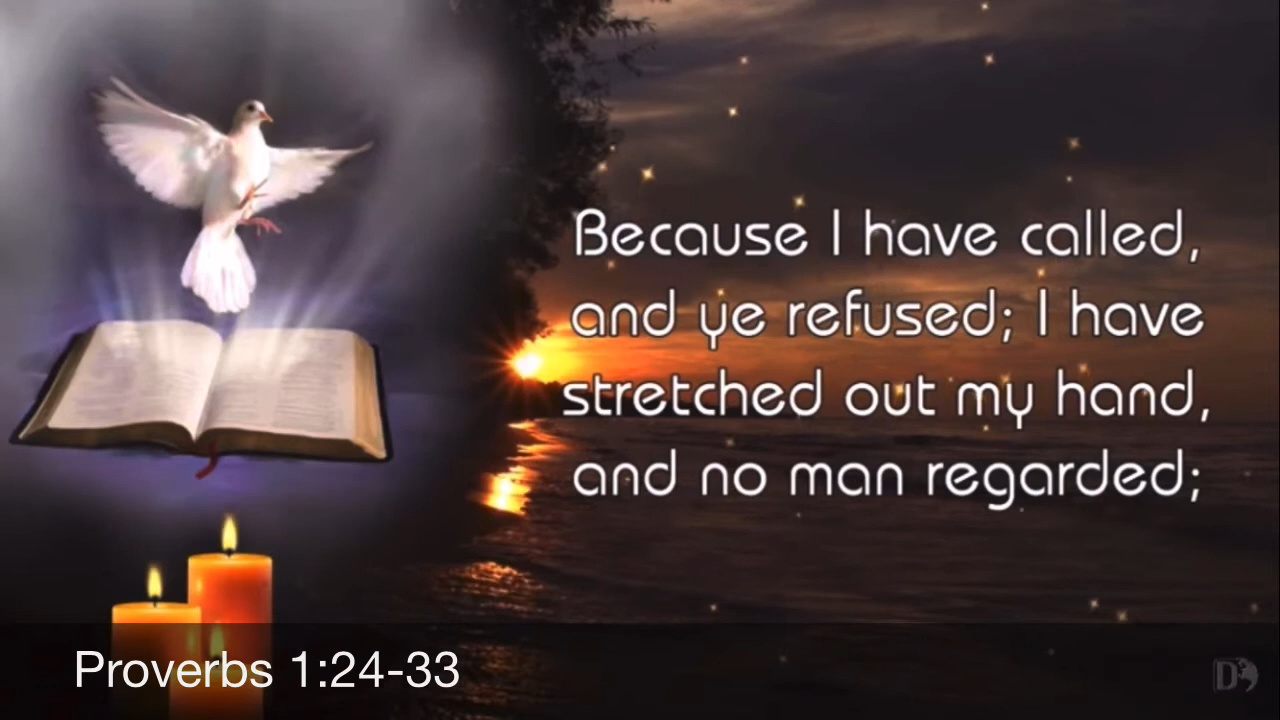 Because I have called,
and ye refused; I have
stretched out my hand,
and no man regarded;
Proverbs 1:24-33